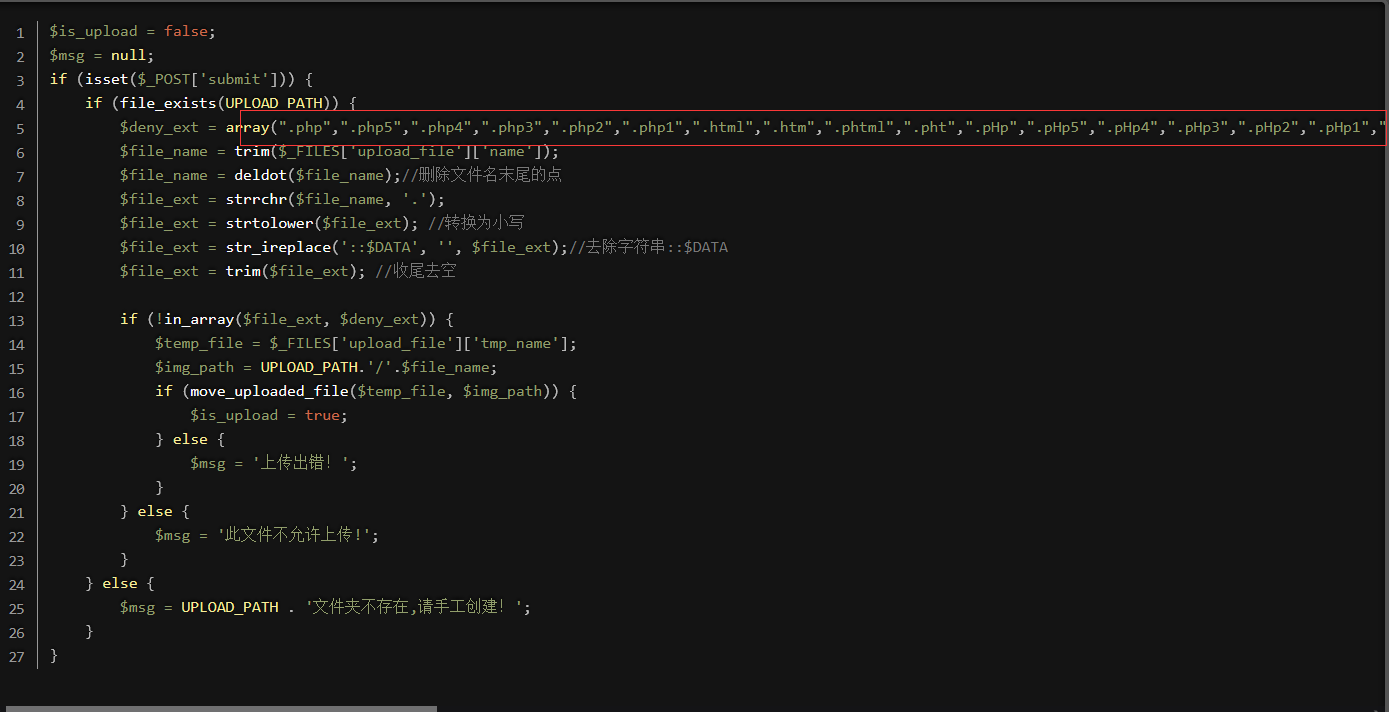 1 $is_upload = false;
2 $msg = null;
3 if (isset($_POST['submit'])) {
4 if (file_exists(UPLOAD_PATH)) {
5 $deny_ext = array(".php",".php5",".php4",".php3",".php2",".php1",".html",".htm",".phtml",".pht",".pHp",".pHp5",".pHp4",".pHp3",".pHp2",".pHp1","
6 $file_name = trim($_FILES['upload_file']['name']);
7 $file_name = deldot($file_name);//删除文件名末尾的点
8 $file_ext = strrchr($file_name, '.');
9 $file_ext = strtolower($file_ext); //转换为小写
10 $file_ext = str_ireplace('::$DATA', '', $file_ext);//去除字符串::$DATA
11 $file_ext = trim($file_ext); //收尾去空
12
13 if (!in_array($file_ext, $deny_ext)) {
14 $temp_file = $_FILES['upload_file']['tmp_name'];
15 $img_path = UPLOAD_PATH.'/'.$file_name;
16 if (move_uploaded_file($temp_file, $img_path)) {
17 $is_upload = true;
18 } else {
19 $msg = '上传出错！';
20 }
21 } else {
22 $msg = '此文件不允许上传!';
23 }
24 } else {
25 $msg = UPLOAD_PATH . '文件夹不存在,请手工创建！';
26 }
27 }